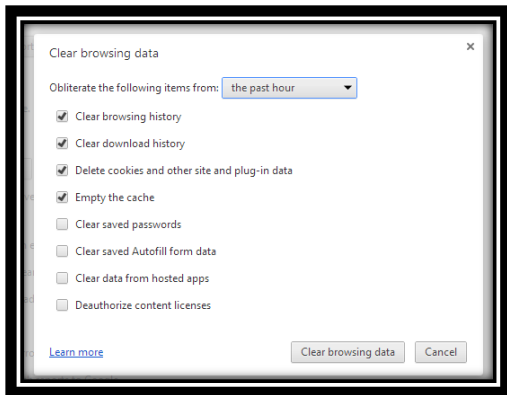 Clear browsing data
Obliterate the following items from: the past hour
Clear browsing history
Clear download history
Delete cookies and other site and plug-in data
Empty the cache
Clear saved passwords
Clear saved Autofill form data
Clear data from hosted apps
Deauthorize content licenses
Learn more Clear browsing data Cancel